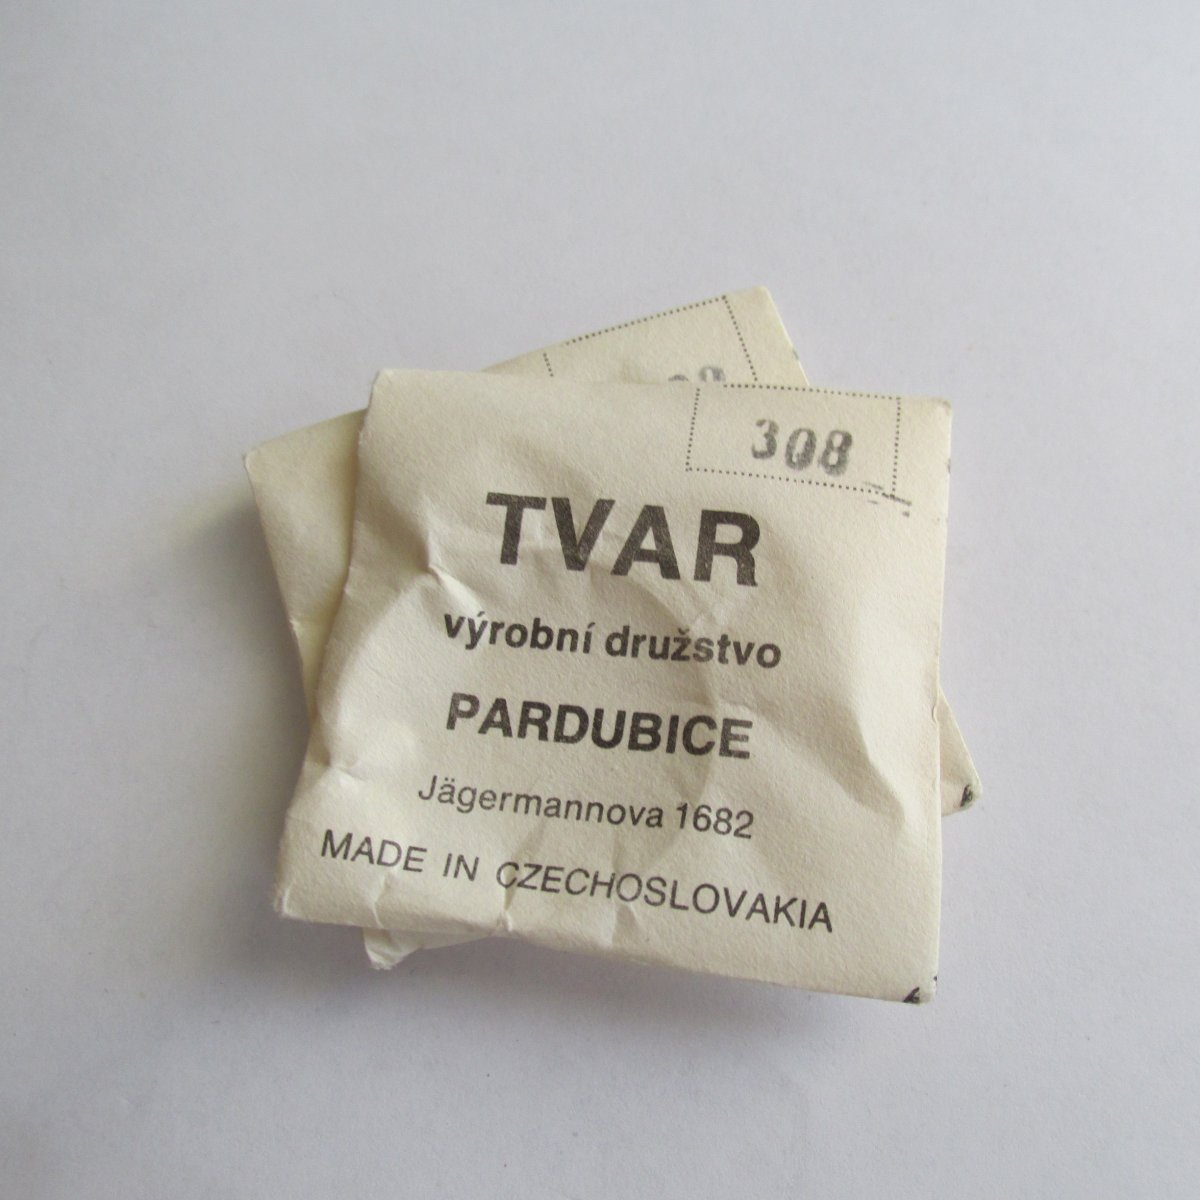 308
TVAR
výrobní družstvo
PARDUBICE
Jägermannova 1682
MADE IN CZECHOSLOVAKIA